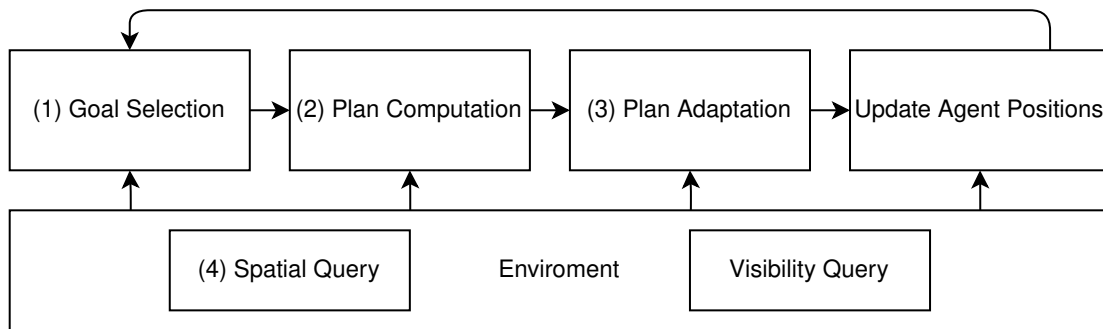 (1) Goal Selection
(2) Plan Computation
(3) Plan Adaptation
Update Agent Positions
(4) Spatial Query
Enviroment
Visibility Query